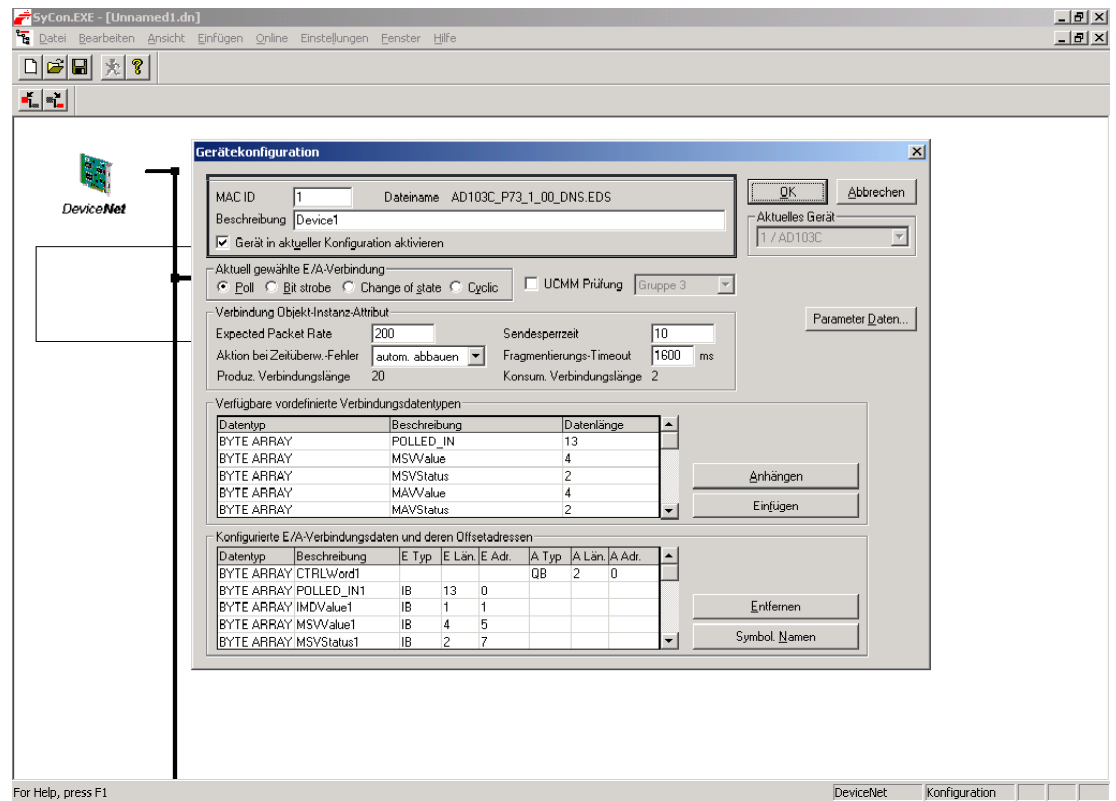 SyCon.EXE - [Unnamed1.dn]
Datei Bearbeiten Ansicht Einfügen Online Einstellungen Fenster Hilfe
DeviceNet
Gerätekonfiguration
MAC ID 1 Dateiname AD103C_P73_1_00_DNS.EDS
Beschreibung Device1
Gerät in aktueller Konfiguration aktivieren
OK Abbrechen
Aktuelles Gerät
1 / AD103C
Aktuell gewählte E/A-Verbindung
Poll Bit strobe Change of state Cyclic
UCMM Prüfung Gruppe 3
Parameter Daten...
Verbindung Objekt-Instanz-Attribut
Expected Packet Rate 200 Sendesperrzeit 10
Aktion bei Zeitüberw.-Fehler autom. abbauen Fragmentierungs-Timeout 1600 ms
Produz. Verbindungslänge 20 Konsum. Verbindungslänge 2
Verfügbare vordefinierte Verbindungsdatentypen
Datentyp Beschreibung Datenlänge
BYTE ARRAY POLLED_IN 13
BYTE ARRAY MSVValue 4
BYTE ARRAY MSVStatus 2
BYTE ARRAY MAVValue 4
BYTE ARRAY MAVStatus 2
Anhängen
Einfügen
Konfigurierte E/A-Verbindungsdaten und deren Offsetadressen
Datentyp Beschreibung E Typ E Län. E Adr. A Typ A Län. A Adr.
BYTE ARRAY CTRLWord1 QB 2 0
BYTE ARRAY POLLED_IN1 IB 13 0
BYTE ARRAY IMDValue1 IB 1 1
BYTE ARRAY MSVValue1 IB 4 5
BYTE ARRAY MSVStatus1 IB 2 7
Entfernen
Symbol. Namen
For Help, press F1 DeviceNet Konfiguration